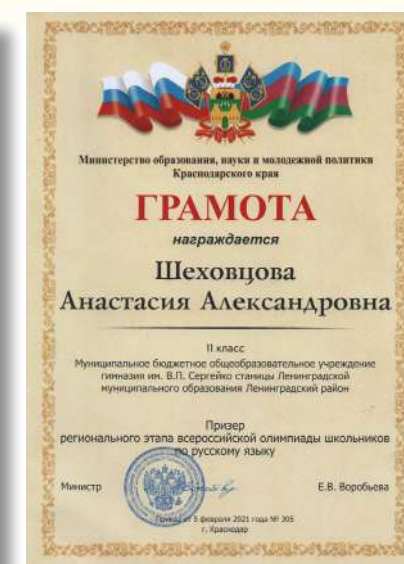 Министерство образования, науки и молодежной политики
Краснодарского края
ГРАМОТА
награждается
Шеховцова
Анастасия Александровна
11 класс
Муниципальное бюджетное общеобразовательное учреждение
гимназия им. В.П. Сергейко станицы Ленинградской
муниципального образования Ленинградский район
Призер
регионального этапа всероссийской олимпиады школьников
по русскому языку
Министр
Е.В. Воробьева
Приказ от 5 февраля 2021 года № 305
г. Краснодар